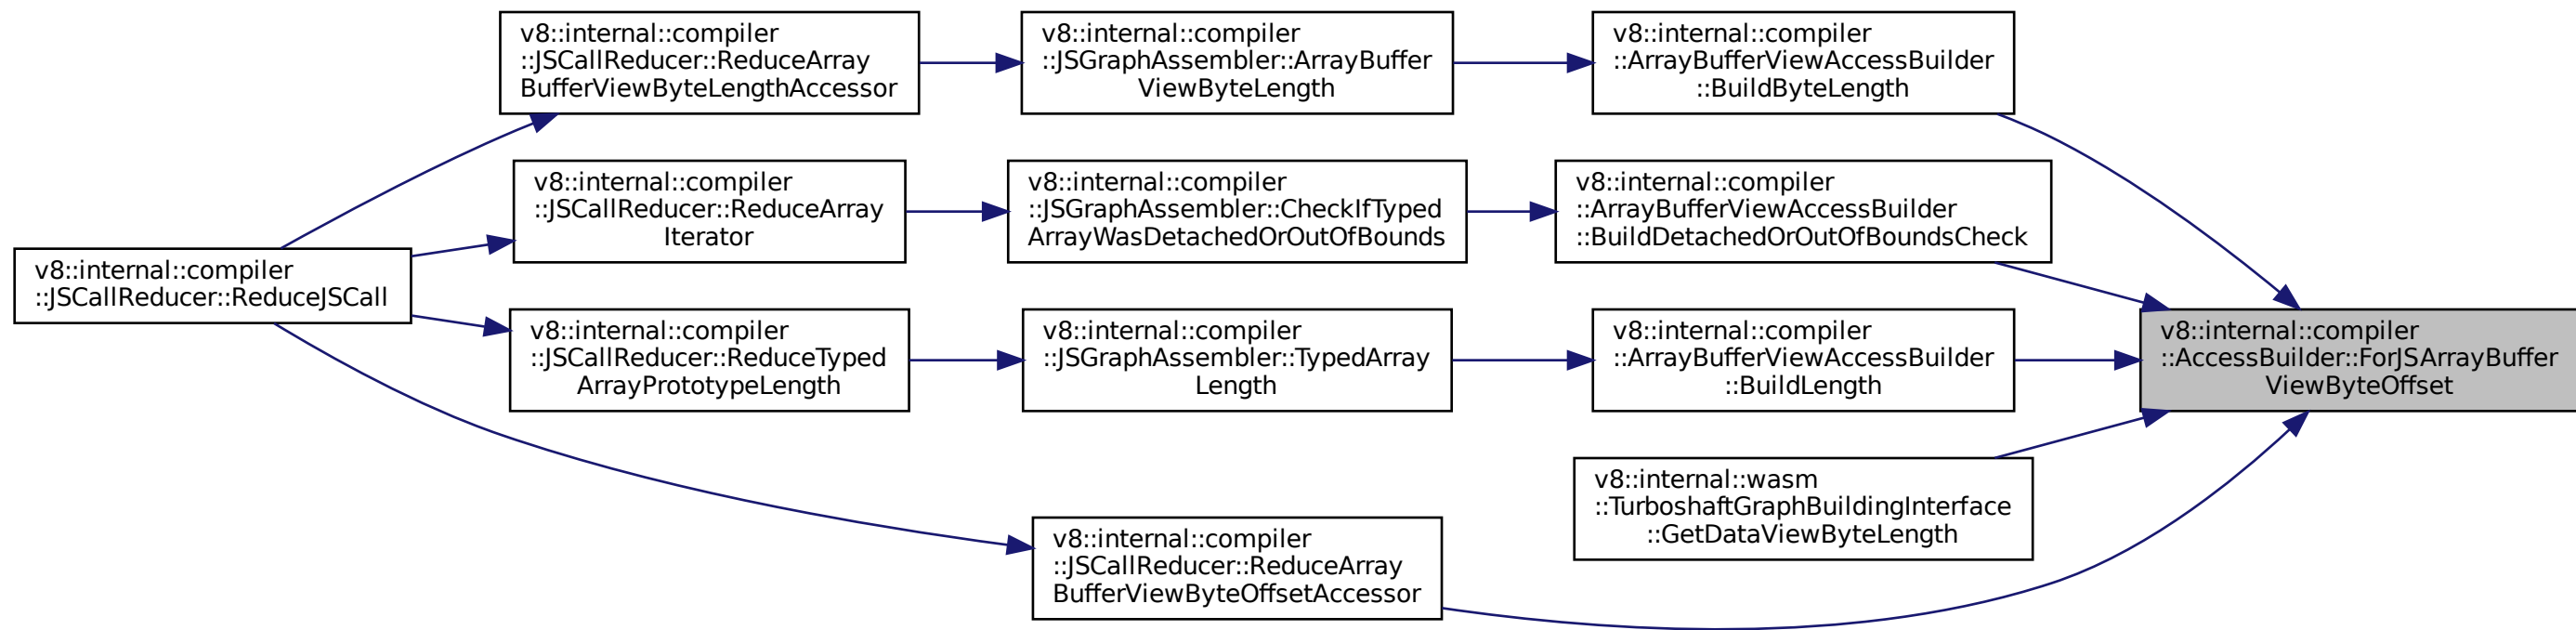 v8::internal::compiler
::JSCallReducer::ReduceArray
BufferViewByteLengthAccessor
v8::internal::compiler
::JSGraphAssembler::ArrayBuffer
ViewByteLength
v8::internal::compiler
::ArrayBufferViewAccessBuilder
::BuildByteLength
v8::internal::compiler
::JSCallReducer::ReduceArray
Iterator
v8::internal::compiler
::JSGraphAssembler::CheckIfTyped
ArrayWasDetachedOrOutOfBounds
v8::internal::compiler
::ArrayBufferViewAccessBuilder
::BuildDetachedOrOutOfBoundsCheck
v8::internal::compiler
::JSCallReducer::ReduceJSCall
v8::internal::compiler
::JSCallReducer::ReduceTyped
ArrayPrototypeLength
v8::internal::compiler
::JSGraphAssembler::TypedArray
Length
v8::internal::compiler
::ArrayBufferViewAccessBuilder
::BuildLength
v8::internal::compiler
::AccessBuilder::ForJSArrayBuffer
ViewByteOffset
v8::internal::wasm
::TurboshaftGraphBuildingInterface
::GetDataViewByteLength
v8::internal::compiler
::JSCallReducer::ReduceArray
BufferViewByteOffsetAccessor